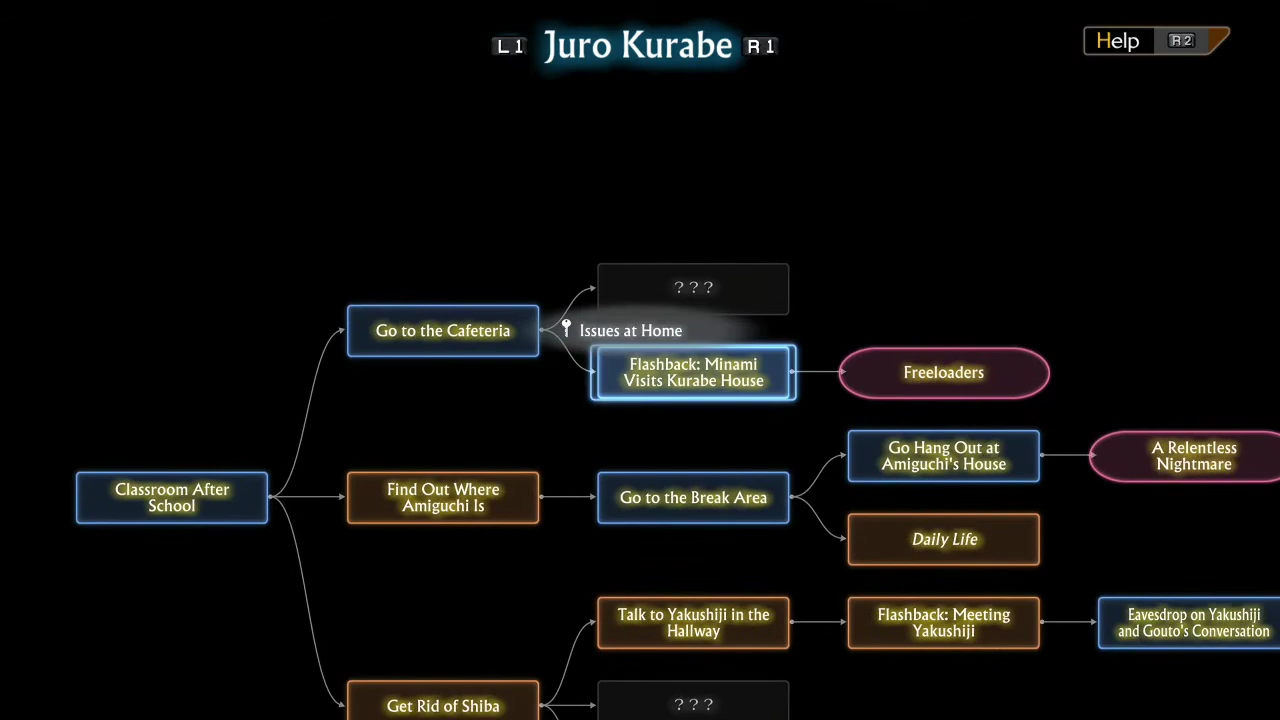 L1 Juro Kurabe R1
Help R2
? ? ?
Go to the Cafeteria
Issues at Home
Flashback: Minami
Visits Kurabe House
Freeloaders
Go Hang Out at
Amiguchi's House
A Relentless
Nightmare
Classroom After
School
Find Out Where
Amiguchi Is
Go to the Break Area
Daily Life
Talk to Yakushiji in the
Hallway
Flashback: Meeting
Yakushiji
Eavesdrop on Yakushiji
and Gouto's Conversation
Get Rid of Shiba
? ? ?